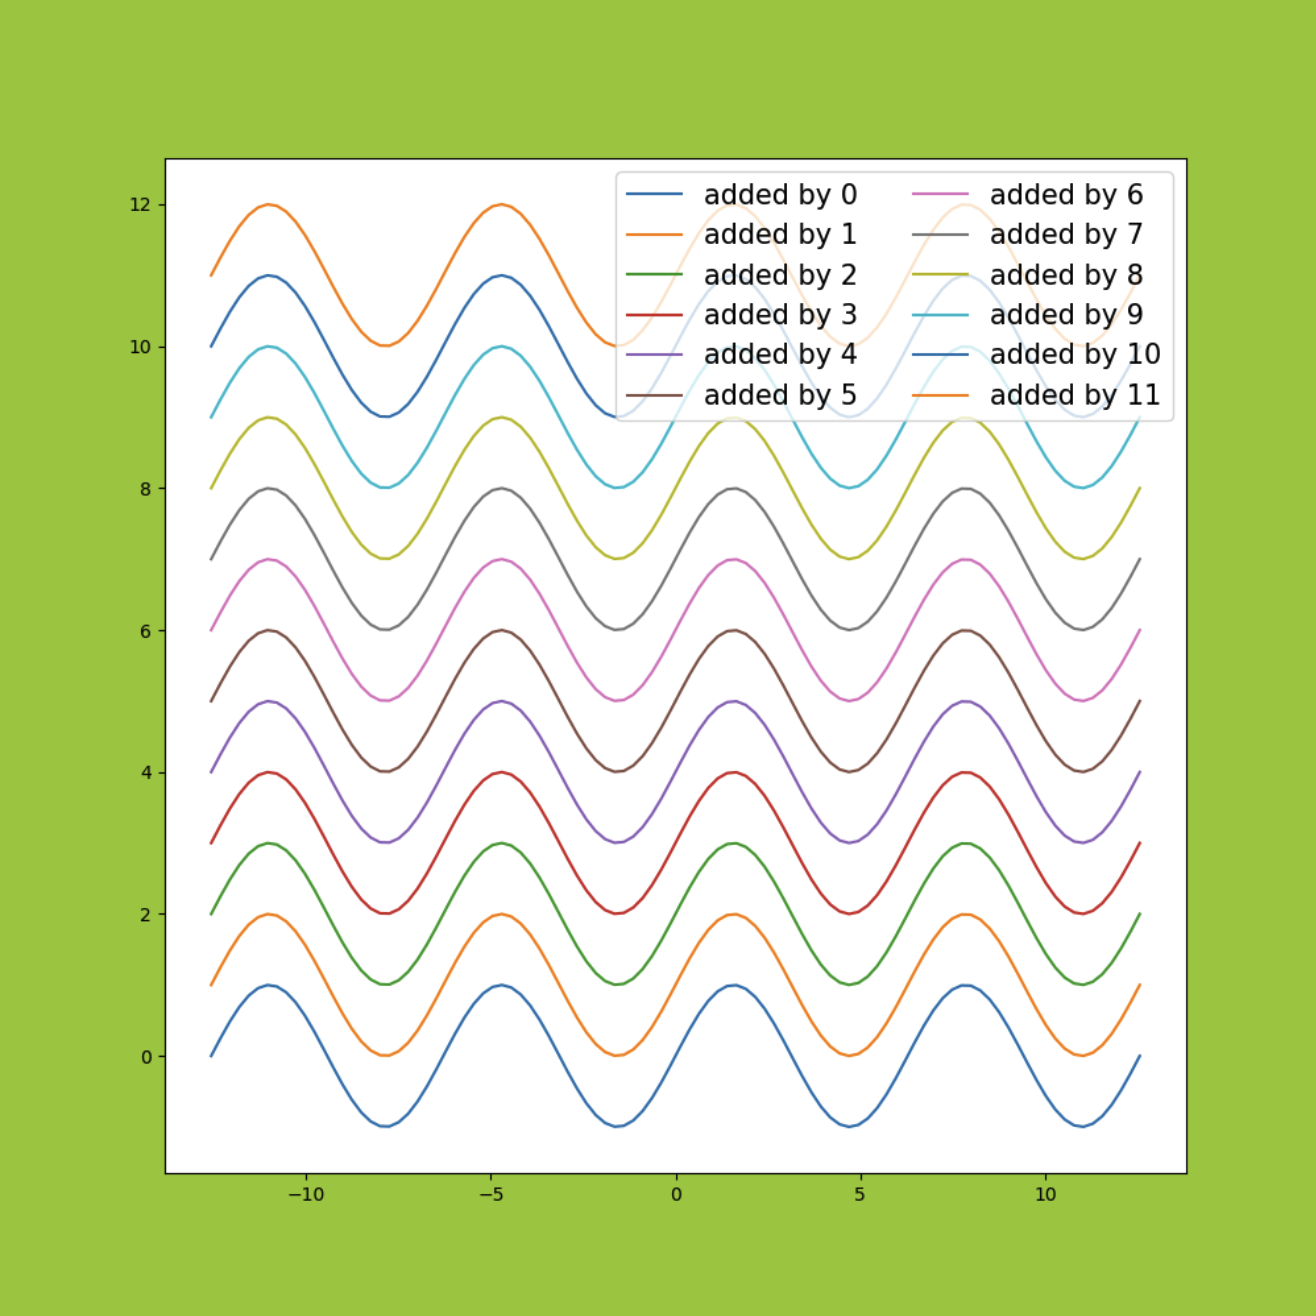 12
10
8
6
4
2
0
−10
−5
0
5
10
added by 0
added by 1
added by 2
added by 3
added by 4
added by 5
added by 6
added by 7
added by 8
added by 9
added by 10
added by 11